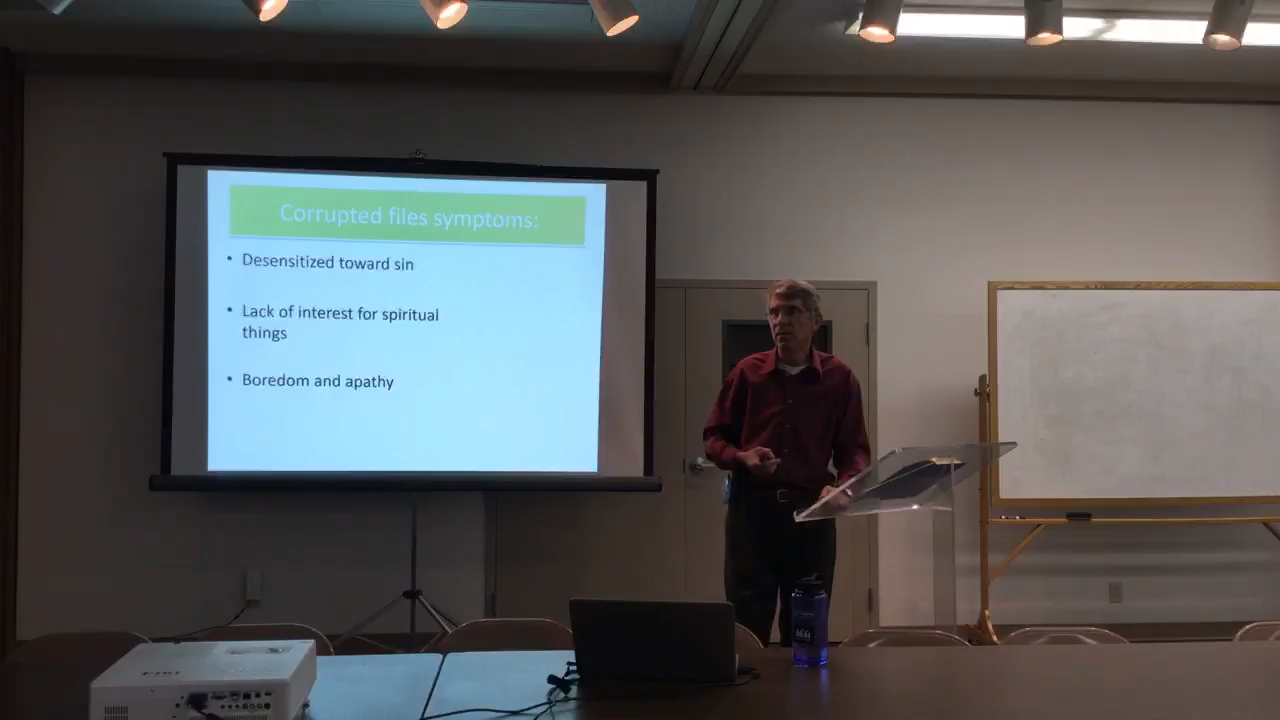 Corrupted files symptoms:
• Desensitized toward sin
• Lack of interest for spiritual
things
• Boredom and apathy